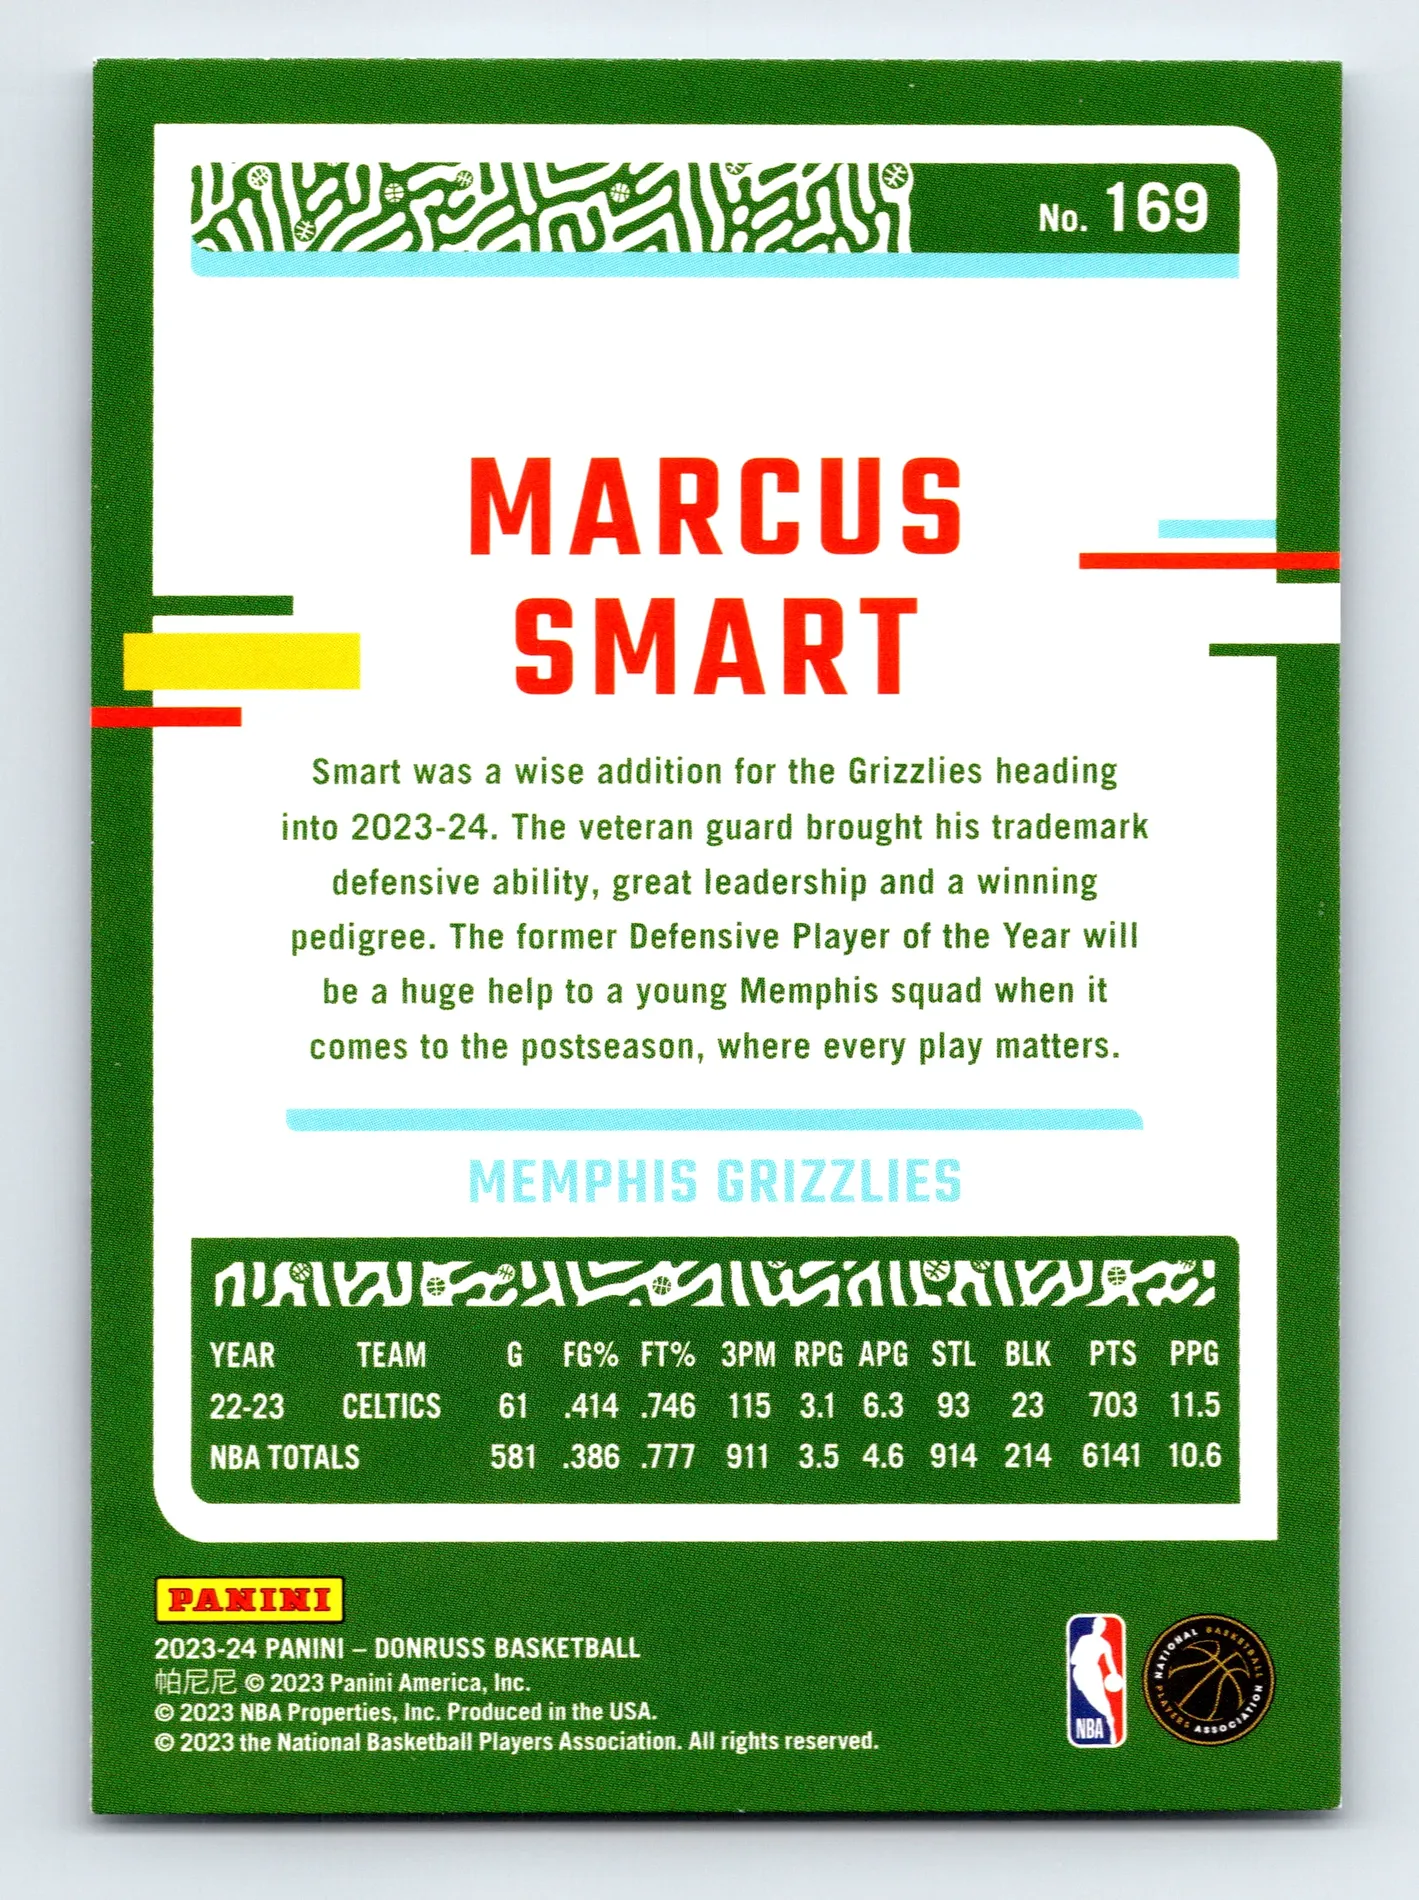 No. 169
MARCUS
SMART
Smart was a wise addition for the Grizzlies heading
into 2023-24. The veteran guard brought his trademark
defensive ability, great leadership and a winning
pedigree. The former Defensive Player of the Year will
be a huge help to a young Memphis squad when it
comes to the postseason, where every play matters.
MEMPHIS GRIZZLIES
YEAR TEAM G FG% FT% 3PM RPG APG STL BLK PTS PPG
22-23 CELTICS 61 .414 .746 115 3.1 6.3 93 23 703 11.5
NBA TOTALS 581 .386 .777 911 3.5 4.6 914 214 6141 10.6
PANINI
2023-24 PANINI – DONRUSS BASKETBALL
帕尼尼 © 2023 Panini America, Inc.
© 2023 NBA Properties, Inc. Produced in the USA.
© 2023 the National Basketball Players Association. All rights reserved.
NBA
NATIONAL BASKETBALL PLAYERS ASSOCIATION